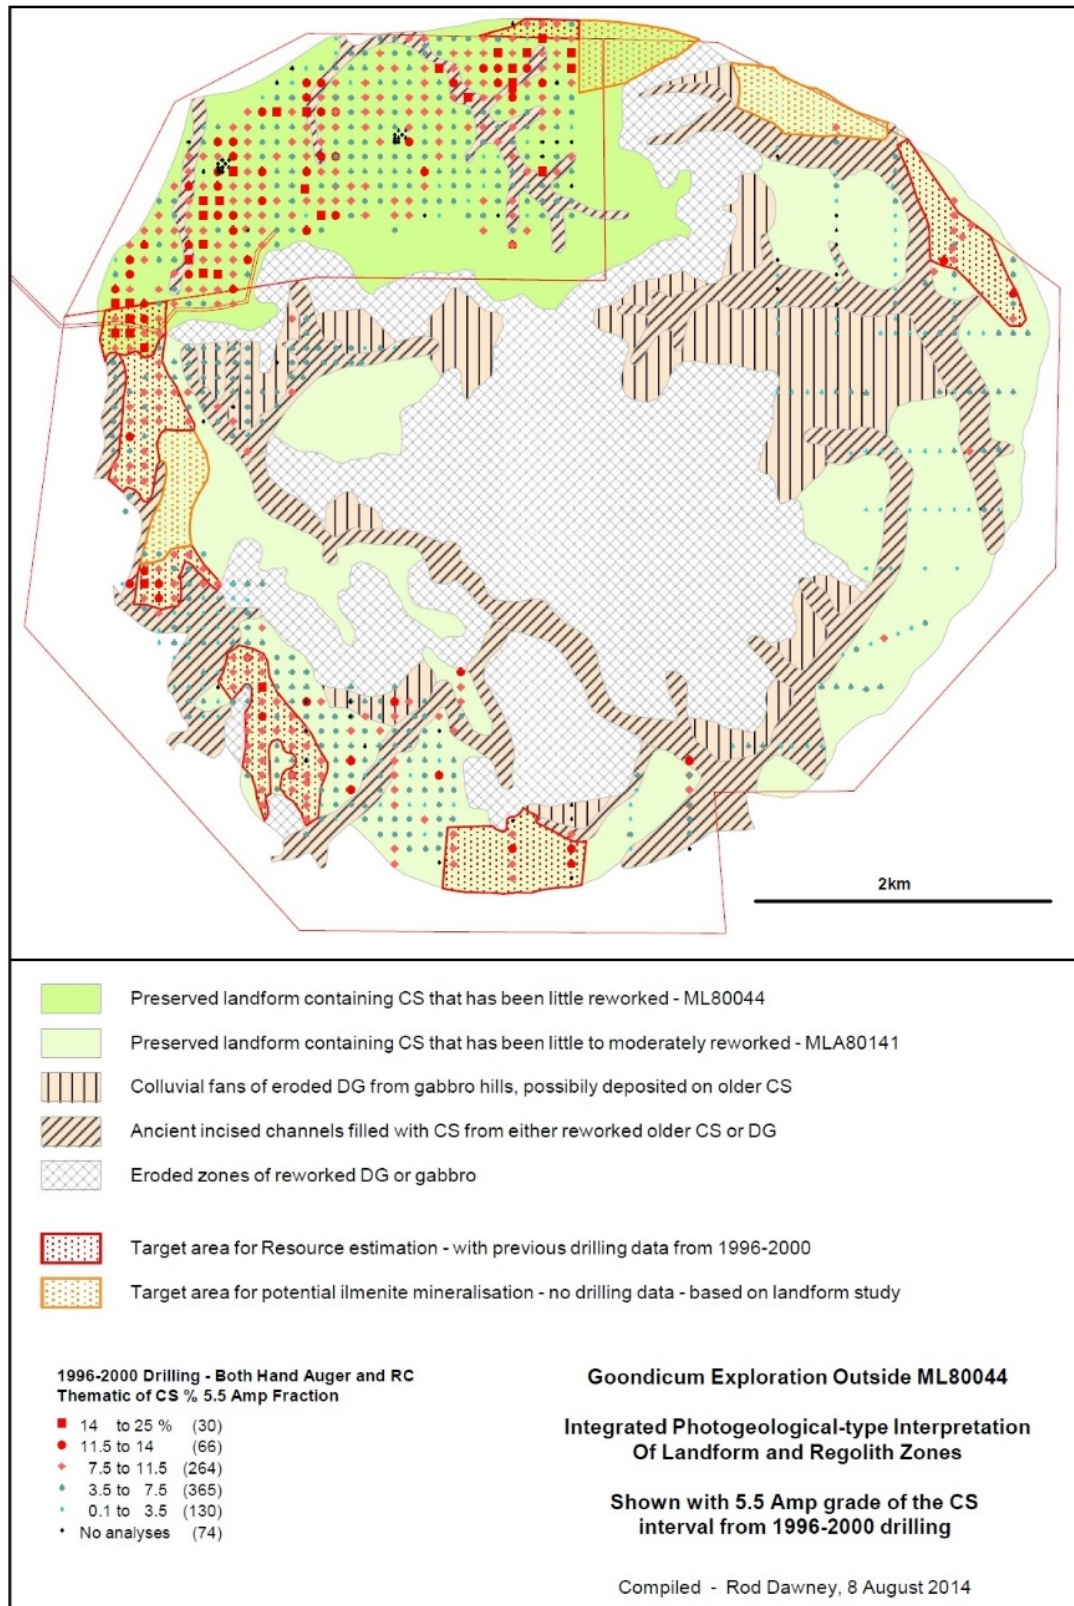 2km
Preserved landform containing CS that has been little reworked - ML80044
Preserved landform containing CS that has been little to moderately reworked - MLA80141
Colluvial fans of eroded DG from gabbro hills, possibily deposited on older CS
Ancient incised channels filled with CS from either reworked older CS or DG
Eroded zones of reworked DG or gabbro
Target area for Resource estimation - with previous drilling data from 1996-2000
Target area for potential ilmenite mineralisation - no drilling data - based on landform study
1996-2000 Drilling - Both Hand Auger and RC
Thematic of CS % 5.5 Amp Fraction
14 to 25 % (30)
11.5 to 14 (66)
7.5 to 11.5 (264)
3.5 to 7.5 (365)
0.1 to 3.5 (130)
No analyses (74)
Goondicum Exploration Outside ML80044
Integrated Photogeological-type Interpretation
Of Landform and Regolith Zones
Shown with 5.5 Amp grade of the CS
interval from 1996-2000 drilling
Compiled - Rod Dawney, 8 August 2014